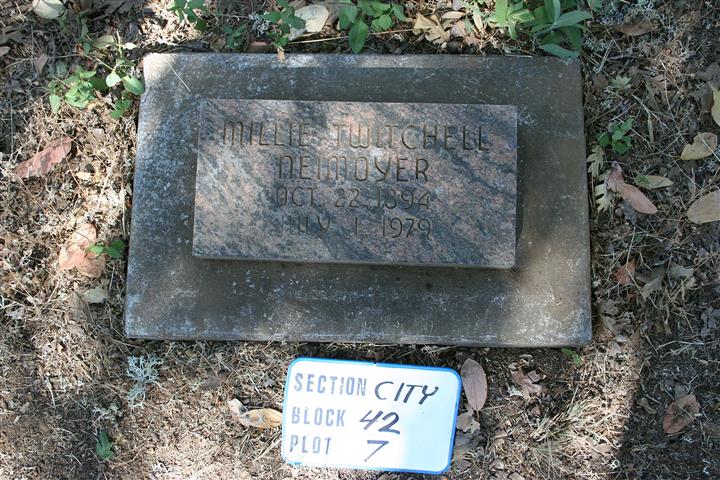 MILLIE TWITCHELL
NEIMOYER
OCT. 22, 1894
JULY 1, 1979
SECTION CITY
BLOCK 42
PLOT 7